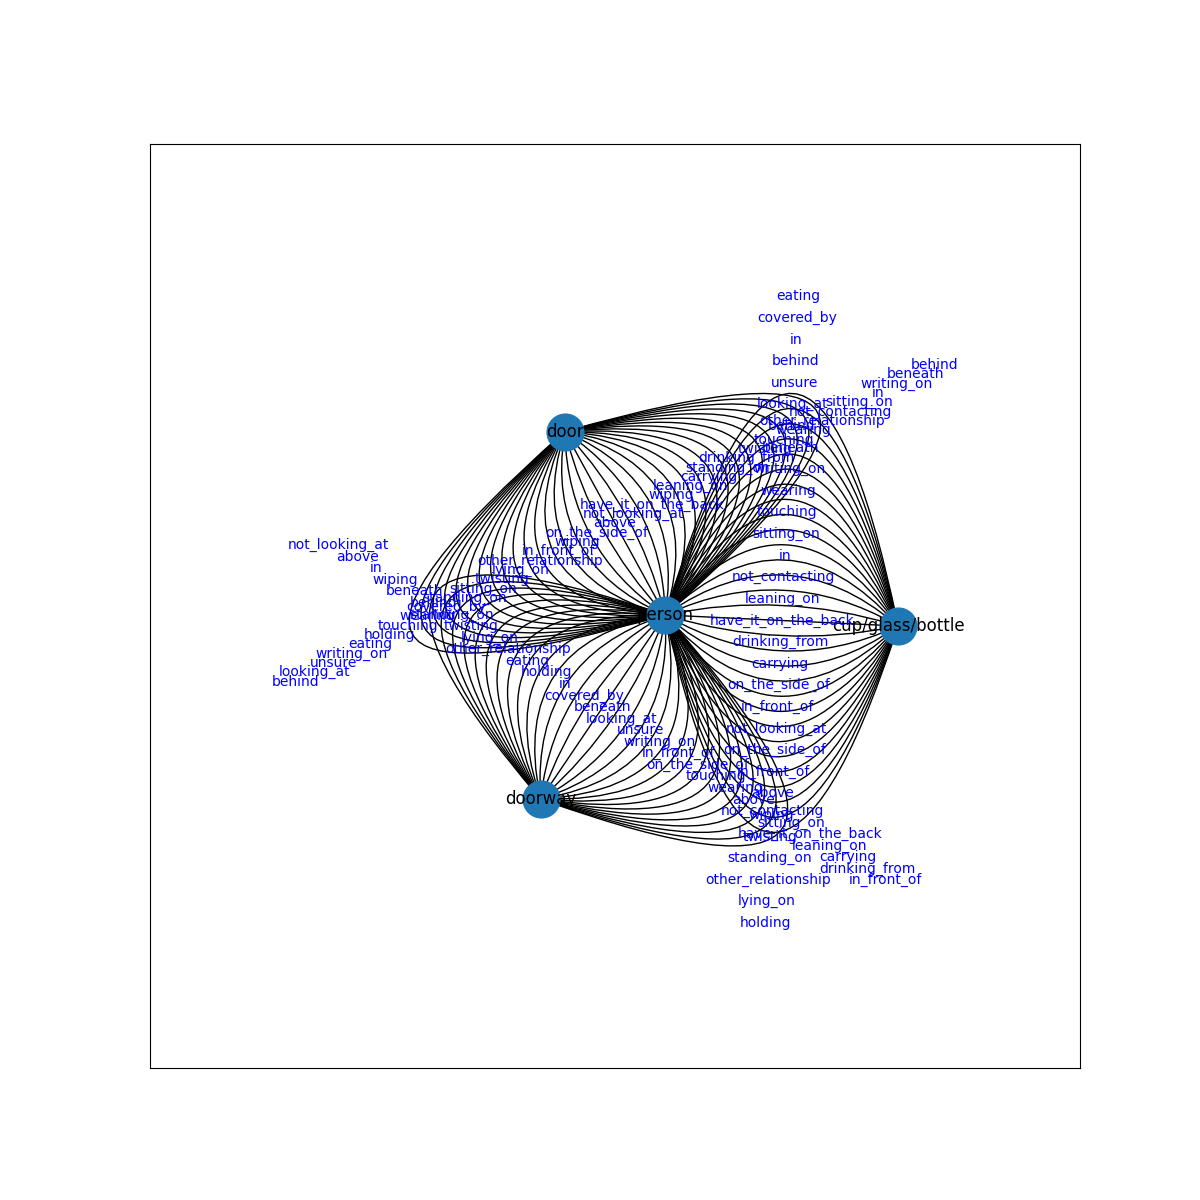 eating
covered_by
in
behind
behind
beneath
unsure
writing_on
in
looking_at
sitting_on
not_contacting
other_relationship
door
wearing
touching
beneath
drinking_from
standing_on
writing_on
carrying
leaning_on
wearing
wiping
have_it_on_the_back
touching
not_looking_at
above
on_the_side_of
sitting_on
wiping
not_looking_at
in_front_of
above
in
other_relationship
in
lying_on
not_contacting
wiping
twisting
beneath
sitting_on
leaning_on
standing_on
covered_by
standing_on
person
have_it_on_the_back
cup/glass/bottle
touching
twisting
holding
lying_on
drinking_from
eating
other_relationship
writing_on
eating
unsure
carrying
looking_at
holding
behind
in
on_the_side_of
covered_by
beneath
in_front_of
looking_at
unsure
not_looking_at
writing_on
in_front_of
on_the_side_of
on_the_side_of
touching
in_front_of
wearing
above
above
doorway
not_contacting
wiping
sitting_on
have_it_on_the_back
twisting
leaning_on
standing_on
carrying
drinking_from
other_relationship
in_front_of
lying_on
holding